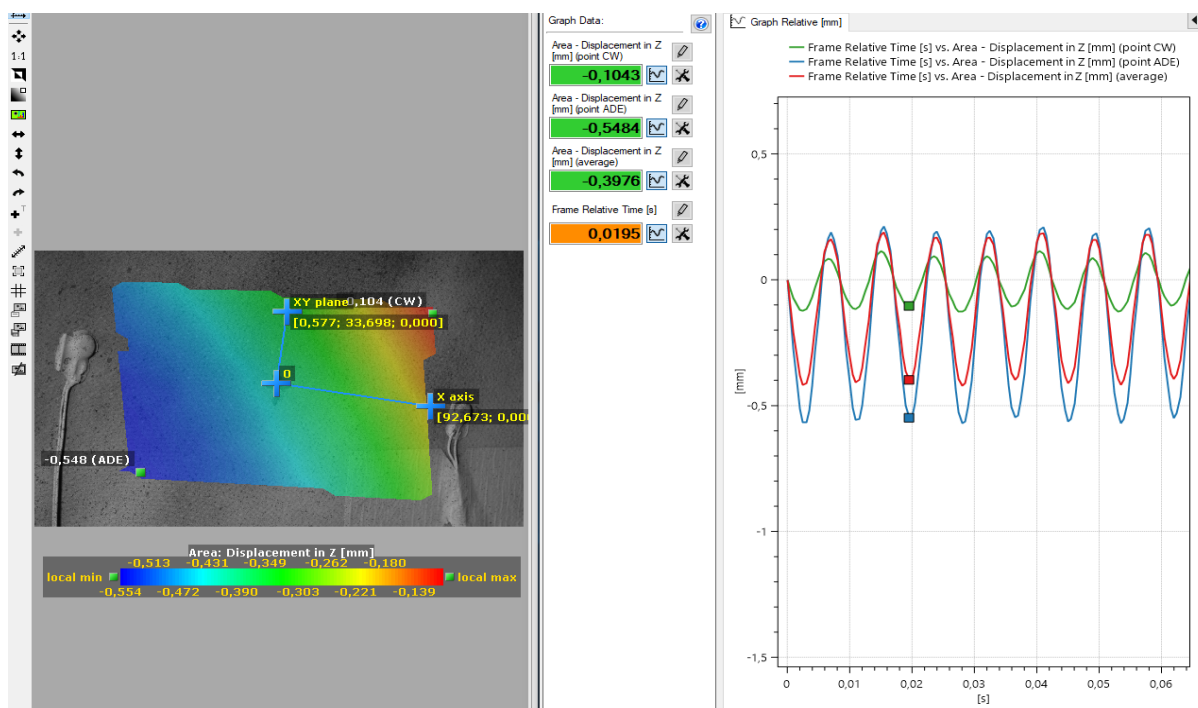 1:1
XY plane
0,104 (CW)
[0,577; 33,698; 0,000]
0
X axis
[92,673; 0,00
-0,548 (ADE)
Area: Displacement in Z [mm]
-0,513 -0,431 -0,349 -0,262 -0,180
local min local max
-0,554 -0,472 -0,390 -0,303 -0,221 -0,139
Graph Data:
Area - Displacement in Z
[mm] (point CW)
-0,1043
Area - Displacement in Z
[mm] (point ADE)
-0,5484
Area - Displacement in Z
[mm] (average)
-0,3976
Frame Relative Time [s]
0,0195
Graph Relative [mm]
Frame Relative Time [s] vs. Area - Displacement in Z [mm] (point CW)
Frame Relative Time [s] vs. Area - Displacement in Z [mm] (point ADE)
Frame Relative Time [s] vs. Area - Displacement in Z [mm] (average)
0,5
0
-0,5
-1
-1,5
[mm]
0 0,01 0,02 0,03 0,04 0,05 0,06
[s]